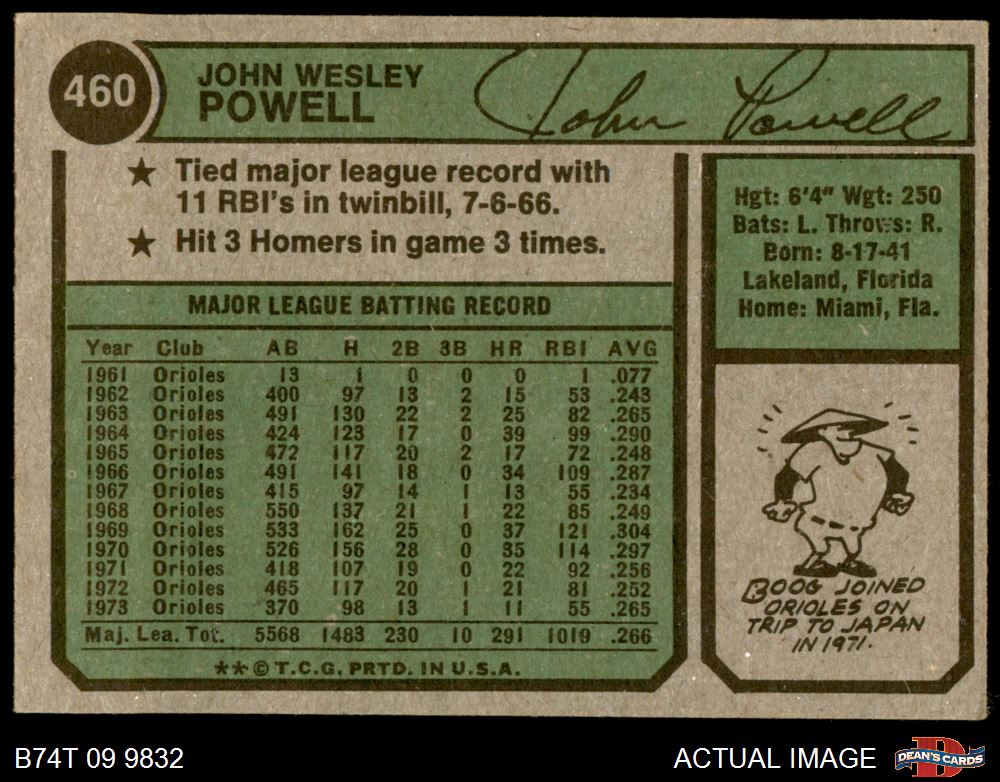 460
JOHN WESLEY
POWELL
John Powell
★ Tied major league record with
11 RBI's in twinbill, 7-6-66.
★ Hit 3 Homers in game 3 times.
MAJOR LEAGUE BATTING RECORD
Year Club AB H 2B 3B HR RBI AVG
1961 Orioles 13 1 0 0 0 1 .077
1962 Orioles 400 97 13 2 15 53 .243
1963 Orioles 491 130 22 2 25 82 .265
1964 Orioles 424 123 17 0 39 99 .290
1965 Orioles 472 117 20 2 17 72 .248
1966 Orioles 491 141 18 0 34 109 .287
1967 Orioles 415 97 14 1 13 55 .234
1968 Orioles 550 137 21 1 22 85 .249
1969 Orioles 533 162 25 0 37 121 .304
1970 Orioles 526 156 28 0 35 114 .297
1971 Orioles 418 107 19 0 22 92 .256
1972 Orioles 465 117 20 1 21 81 .252
1973 Orioles 370 98 13 1 11 55 .265
Maj. Lea. Tot. 5568 1483 230 10 291 1019 .266
**© T.C.G. PRTD. IN U.S.A.
Hgt: 6'4" Wgt: 250
Bats: L. Throws: R.
Born: 8-17-41
Lakeland, Florida
Home: Miami, Fla.
BOOG JOINED
ORIOLES ON
TRIP TO JAPAN
IN 1971.
B74T 09 9832
ACTUAL IMAGE
D
DEAN'S CARDS